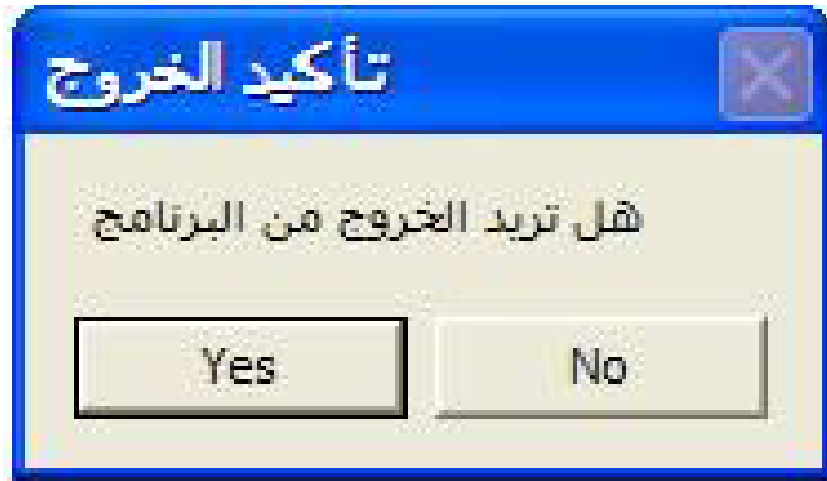 تأكيد الخروج
هل تريد الخروج من البرنامج
Yes
No